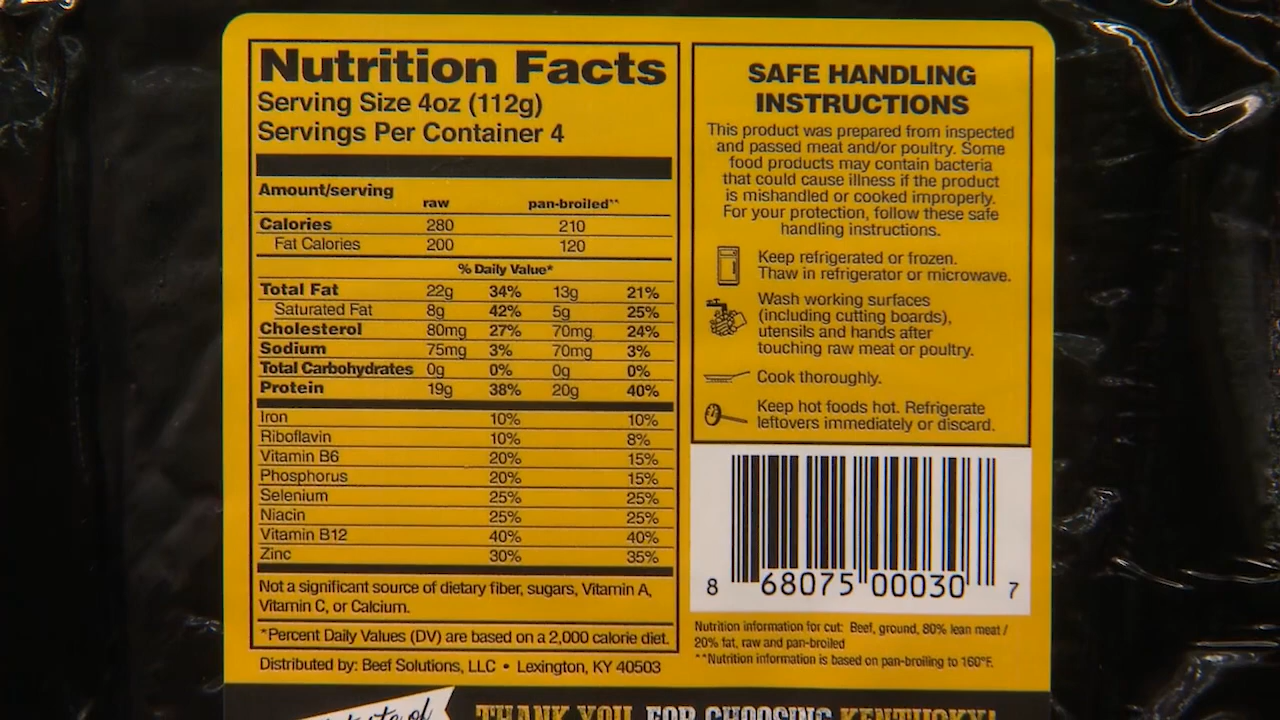 Nutrition Facts
Serving Size 4oz (112g)
Servings Per Container 4
Amount/serving
raw pan-broiled**
Calories 280 210
Fat Calories 200 120
% Daily Value*
Total Fat 22g 34% 13g 21%
Saturated Fat 8g 42% 5g 25%
Cholesterol 80mg 27% 70mg 24%
Sodium 75mg 3% 70mg 3%
Total Carbohydrates 0g 0% 0g 0%
Protein 19g 38% 20g 40%
Iron 10% 10%
Riboflavin 10% 8%
Vitamin B6 20% 15%
Phosphorus 20% 15%
Selenium 25% 25%
Niacin 25% 25%
Vitamin B12 40% 40%
Zinc 30% 35%
Not a significant source of dietary fiber, sugars, Vitamin A,
Vitamin C, or Calcium.
*Percent Daily Values (DV) are based on a 2,000 calorie diet.
Distributed by: Beef Solutions, LLC • Lexington, KY 40503
SAFE HANDLING
INSTRUCTIONS
This product was prepared from inspected
and passed meat and/or poultry. Some
food products may contain bacteria
that could cause illness if the product
is mishandled or cooked improperly.
For your protection, follow these safe
handling instructions.
Keep refrigerated or frozen.
Thaw in refrigerator or microwave.
Wash working surfaces
(including cutting boards),
utensils and hands after
touching raw meat or poultry.
Cook thoroughly.
Keep hot foods hot. Refrigerate
leftovers immediately or discard.
8 68075 00030 7
Nutrition information for cut: Beef, ground, 80% lean meat /
20% fat, raw and pan-broiled
**Nutrition information is based on pan-broiling to 160°F.
of
THANK YOU FOR CHOOSING KENTUCKY!